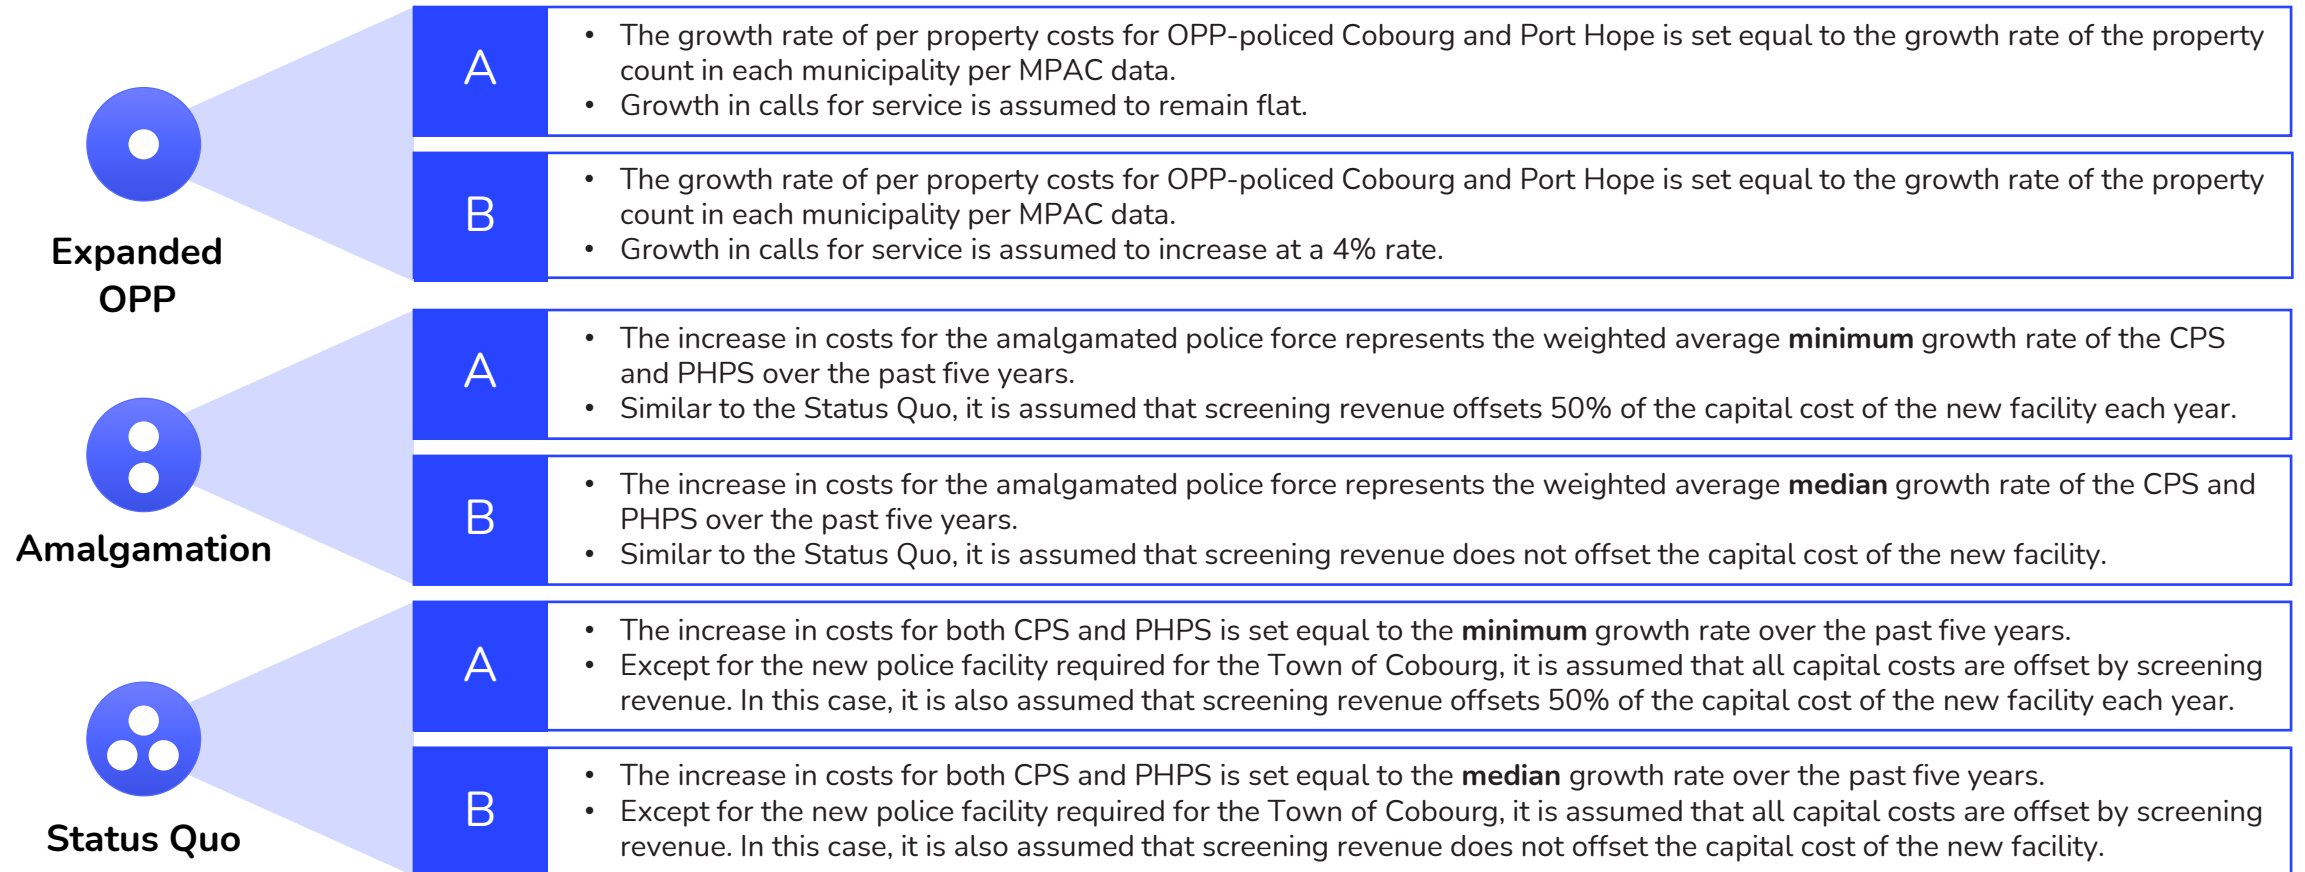 Expanded
OPP
A
• The growth rate of per property costs for OPP-policed Cobourg and Port Hope is set equal to the growth rate of the property
count in each municipality per MPAC data.
• Growth in calls for service is assumed to remain flat.
B
• The growth rate of per property costs for OPP-policed Cobourg and Port Hope is set equal to the growth rate of the property
count in each municipality per MPAC data.
• Growth in calls for service is assumed to increase at a 4% rate.
Amalgamation
A
• The increase in costs for the amalgamated police force represents the weighted average minimum growth rate of the CPS
and PHPS over the past five years.
• Similar to the Status Quo, it is assumed that screening revenue offsets 50% of the capital cost of the new facility each year.
B
• The increase in costs for the amalgamated police force represents the weighted average median growth rate of the CPS and
PHPS over the past five years.
• Similar to the Status Quo, it is assumed that screening revenue does not offset the capital cost of the new facility.
Status Quo
A
• The increase in costs for both CPS and PHPS is set equal to the minimum growth rate over the past five years.
• Except for the new police facility required for the Town of Cobourg, it is assumed that all capital costs are offset by screening
revenue. In this case, it is also assumed that screening revenue offsets 50% of the capital cost of the new facility each year.
B
• The increase in costs for both CPS and PHPS is set equal to the median growth rate over the past five years.
• Except for the new police facility required for the Town of Cobourg, it is assumed that all capital costs are offset by screening
revenue. In this case, it is also assumed that screening revenue does not offset the capital cost of the new facility.